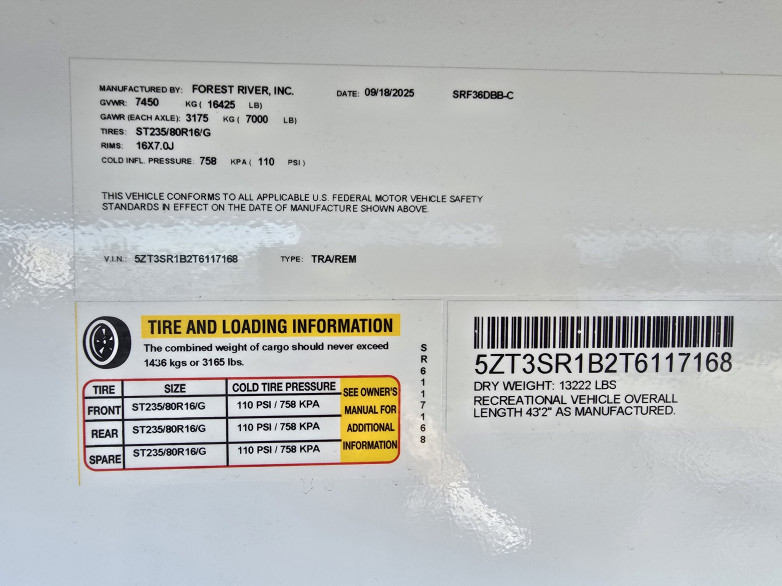 MANUFACTURED BY: FOREST RIVER, INC. DATE: 09/18/2025 SRF36DBB-C
GVWR: 7450 KG ( 16425 LB)
GAWR (EACH AXLE): 3175 KG ( 7000 LB)
TIRES: ST235/80R16/G
RIMS: 16X7.0J
COLD INFL. PRESSURE: 758 KPA ( 110 PSI)
THIS VEHICLE CONFORMS TO ALL APPLICABLE U.S. FEDERAL MOTOR VEHICLE SAFETY
STANDARDS IN EFFECT ON THE DATE OF MANUFACTURE SHOWN ABOVE.
V.I.N.: 5ZT3SR1B2T6117168 TYPE: TRA/REM
TIRE AND LOADING INFORMATION
The combined weight of cargo should never exceed
1436 kgs or 3165 lbs.
TIRE SIZE COLD TIRE PRESSURE SEE OWNER'S
FRONT ST235/80R16/G 110 PSI / 758 KPA MANUAL FOR
REAR ST235/80R16/G 110 PSI / 758 KPA ADDITIONAL
SPARE ST235/80R16/G 110 PSI / 758 KPA INFORMATION
SR6117168
5ZT3SR1B2T6117168
DRY WEIGHT: 13222 LBS
RECREATIONAL VEHICLE OVERALL
LENGTH 43'2" AS MANUFACTURED.